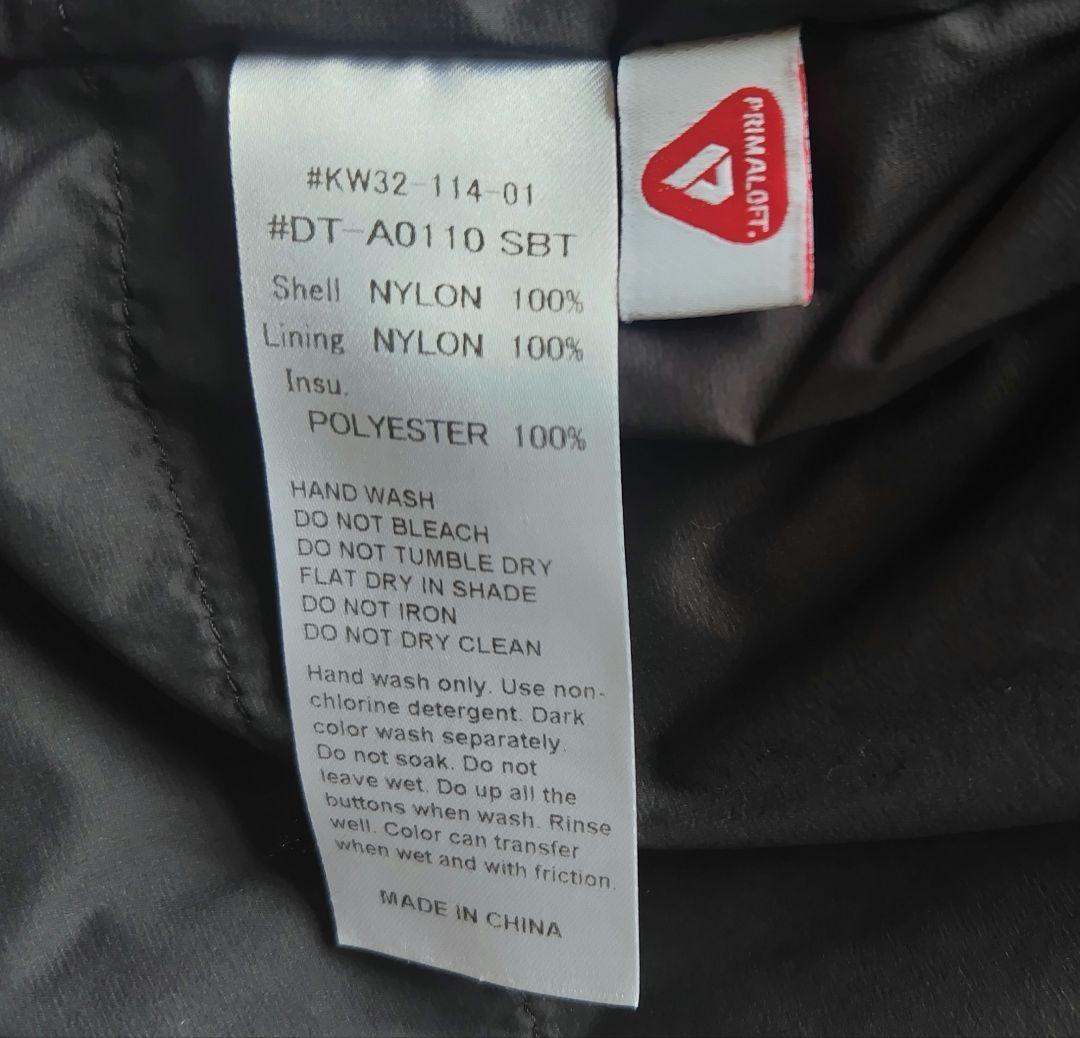 #KW32-114-01
#DT-A0110 SBT
Shell NYLON 100%
Lining NYLON 100%
Insu.
POLYESTER 100%
HAND WASH
DO NOT BLEACH
DO NOT TUMBLE DRY
FLAT DRY IN SHADE
DO NOT IRON
DO NOT DRY CLEAN
Hand wash only. Use non-
chlorine detergent. Dark
color wash separately.
Do not soak. Do not
leave wet. Do up all the
buttons when wash. Rinse
well. Color can transfer
when wet and with friction.
MADE IN CHINA
PRIMALOFT.